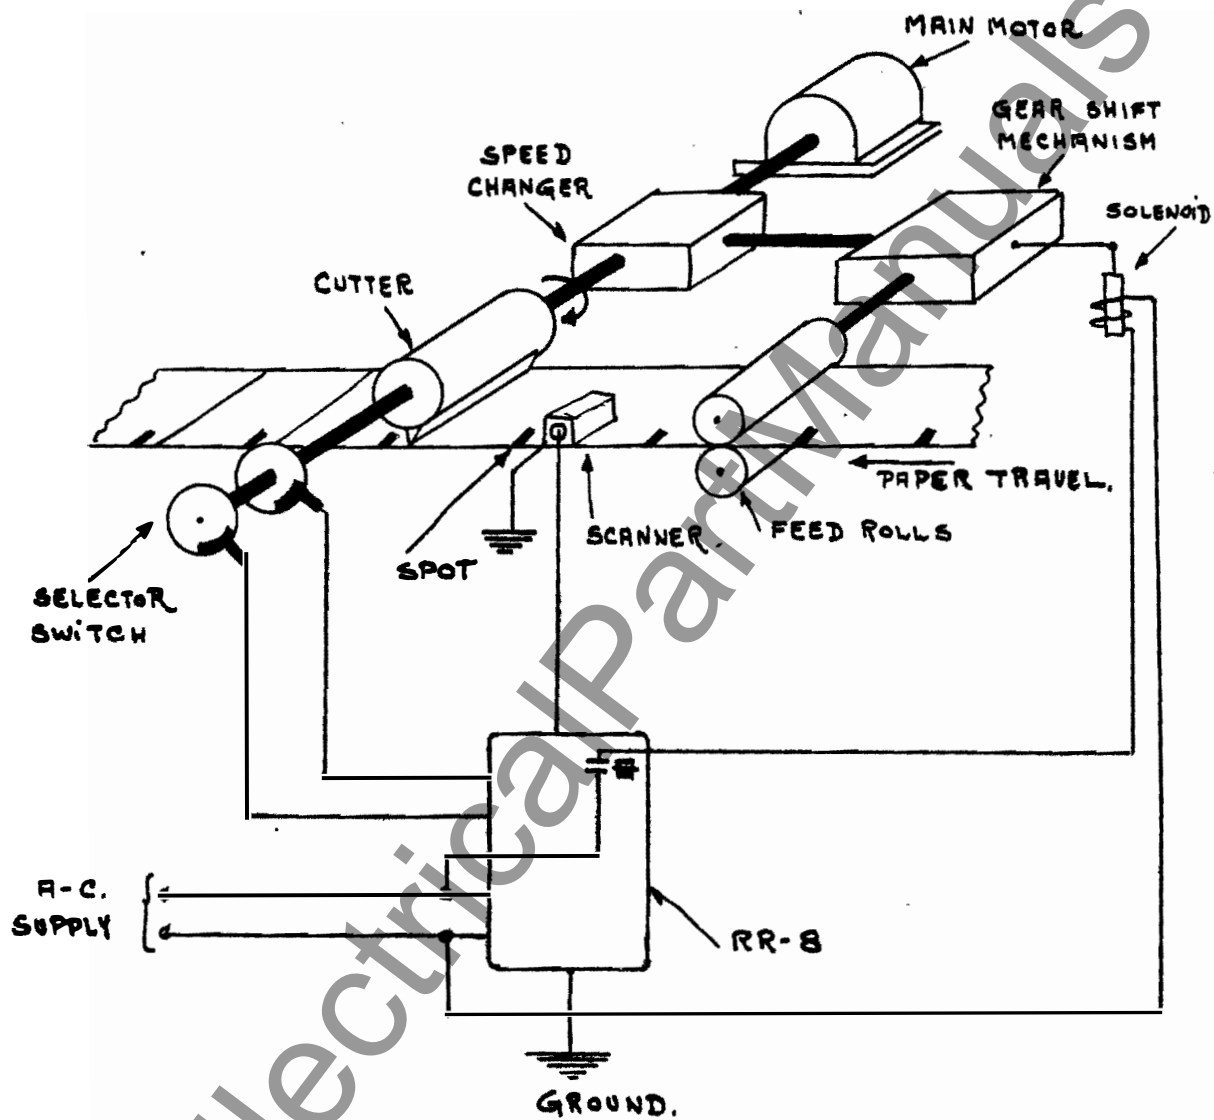 MAIN MOTOR
GEAR SHIFT
MECHANISM
SPEED
CHANGER
SOLENOID
CUTTER
PAPER TRAVEL.
SCANNER.
FEED ROLLS
SPOT
SELECTOR
SWITCH
A-C.
SUPPLY
RR-8
GROUND.
ElectricalPartManuals